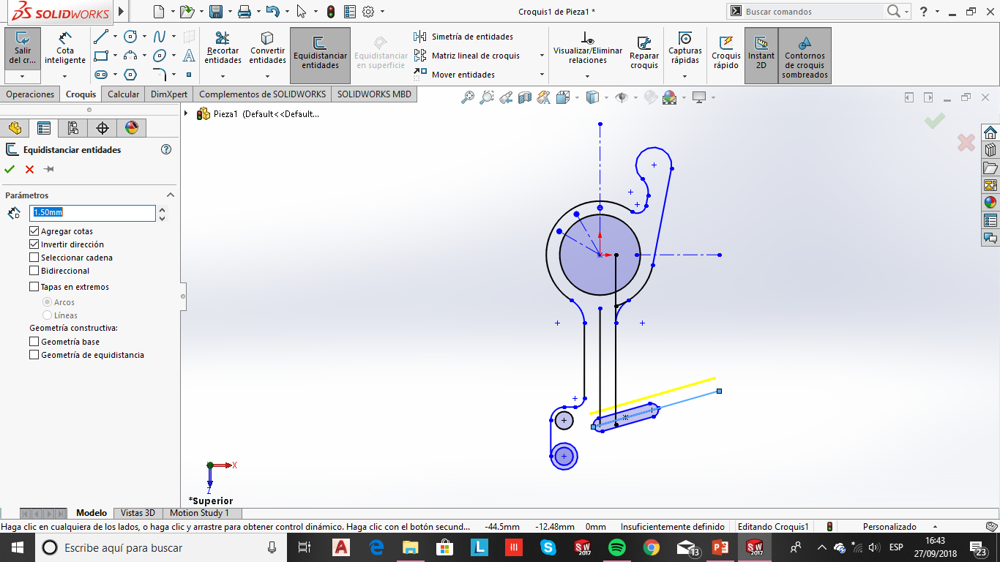 SOLIDWORKS
Croquis1 de Pieza1 *
Buscar comandos
?
Salir del cr...
Cota inteligente
Recortar entidades
Convertir entidades
Equidistanciar entidades
Equidistanciar en superficie
Simetría de entidades
Matriz lineal de croquis
Mover entidades
Visualizar/Eliminar relaciones
Reparar croquis
Capturas rápidas
Croquis rápido
Instant 2D
Contornos de croquis sombreados
Operaciones
Croquis
Calcular
DimXpert
Complementos de SOLIDWORKS
SOLIDWORKS MBD
Pieza1 (Default<<Default...
Equidistanciar entidades
?
Parámetros
1.50mm
Agregar cotas
Invertir dirección
Seleccionar cadena
Bidireccional
Tapas en extremos
Arcos
Líneas
Geometría constructiva:
Geometría base
Geometría de equidistancia
X
Z
*Superior
Modelo
Vistas 3D
Motion Study 1
Haga clic en cualquiera de los lados, o haga clic y arrastre para obtener control dinámico. Haga clic con el botón secund...
-44.5mm
-12.48mm
0mm
Insuficientemente definido
Editando Croquis1
Personalizado
Escribe aquí para buscar
SW 2017
13
SW 2017
ESP
16:43
27/09/2018
23